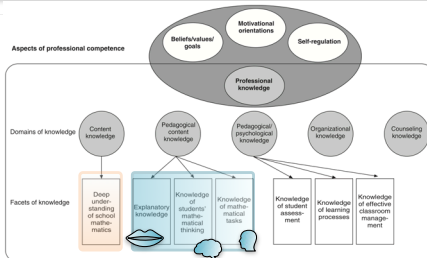 Motivational
orientations
Beliefs/values/
goals
Self-regulation
Aspects of professional competence
Professional
knowledge
Domains of knowledge
Content
knowledge
Pedagogical
content
knowledge
Pedagogical/
psychological
knowledge
Organizational
knowledge
Counseling
knowledge
Facets of knowledge
Deep
under-
standing
of school
mathe-
matics
Explanatory
knowledge
Knowledge
of students'
mathe-
matical
thinking
Knowledge
of mathe-
matical
tasks
Knowledge
of student
assess-
ment
Knowledge
of learning
processes
Knowledge
of effective
classroom
manage-
ment